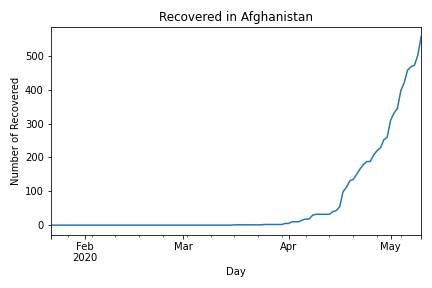 Recovered in Afghanistan
Number of Recovered
500
400
300
200
100
0
Feb
2020
Mar
Apr
May
Day